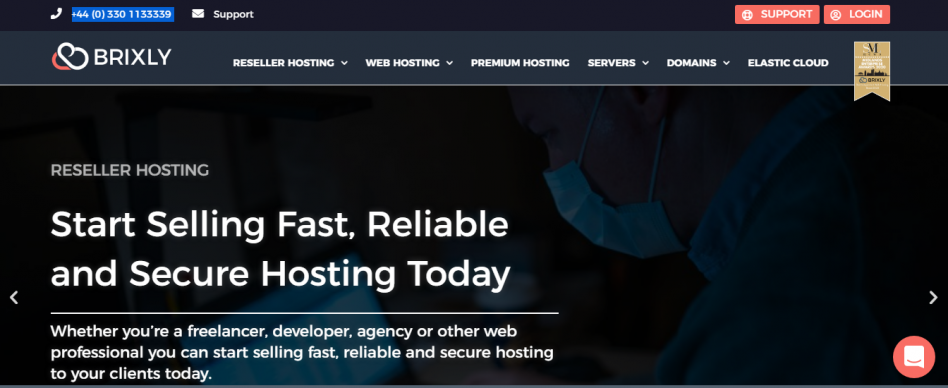 +44 (0) 330 1133339 Support SUPPORT LOGIN
BRIXLY RESELLER HOSTING WEB HOSTING PREMIUM HOSTING SERVERS DOMAINS ELASTIC CLOUD
SM
BRIXLY
RESELLER HOSTING
Start Selling Fast, Reliable
and Secure Hosting Today
Whether you're a freelancer, developer, agency or other web
professional you can start selling fast, reliable and secure hosting
to your clients today.